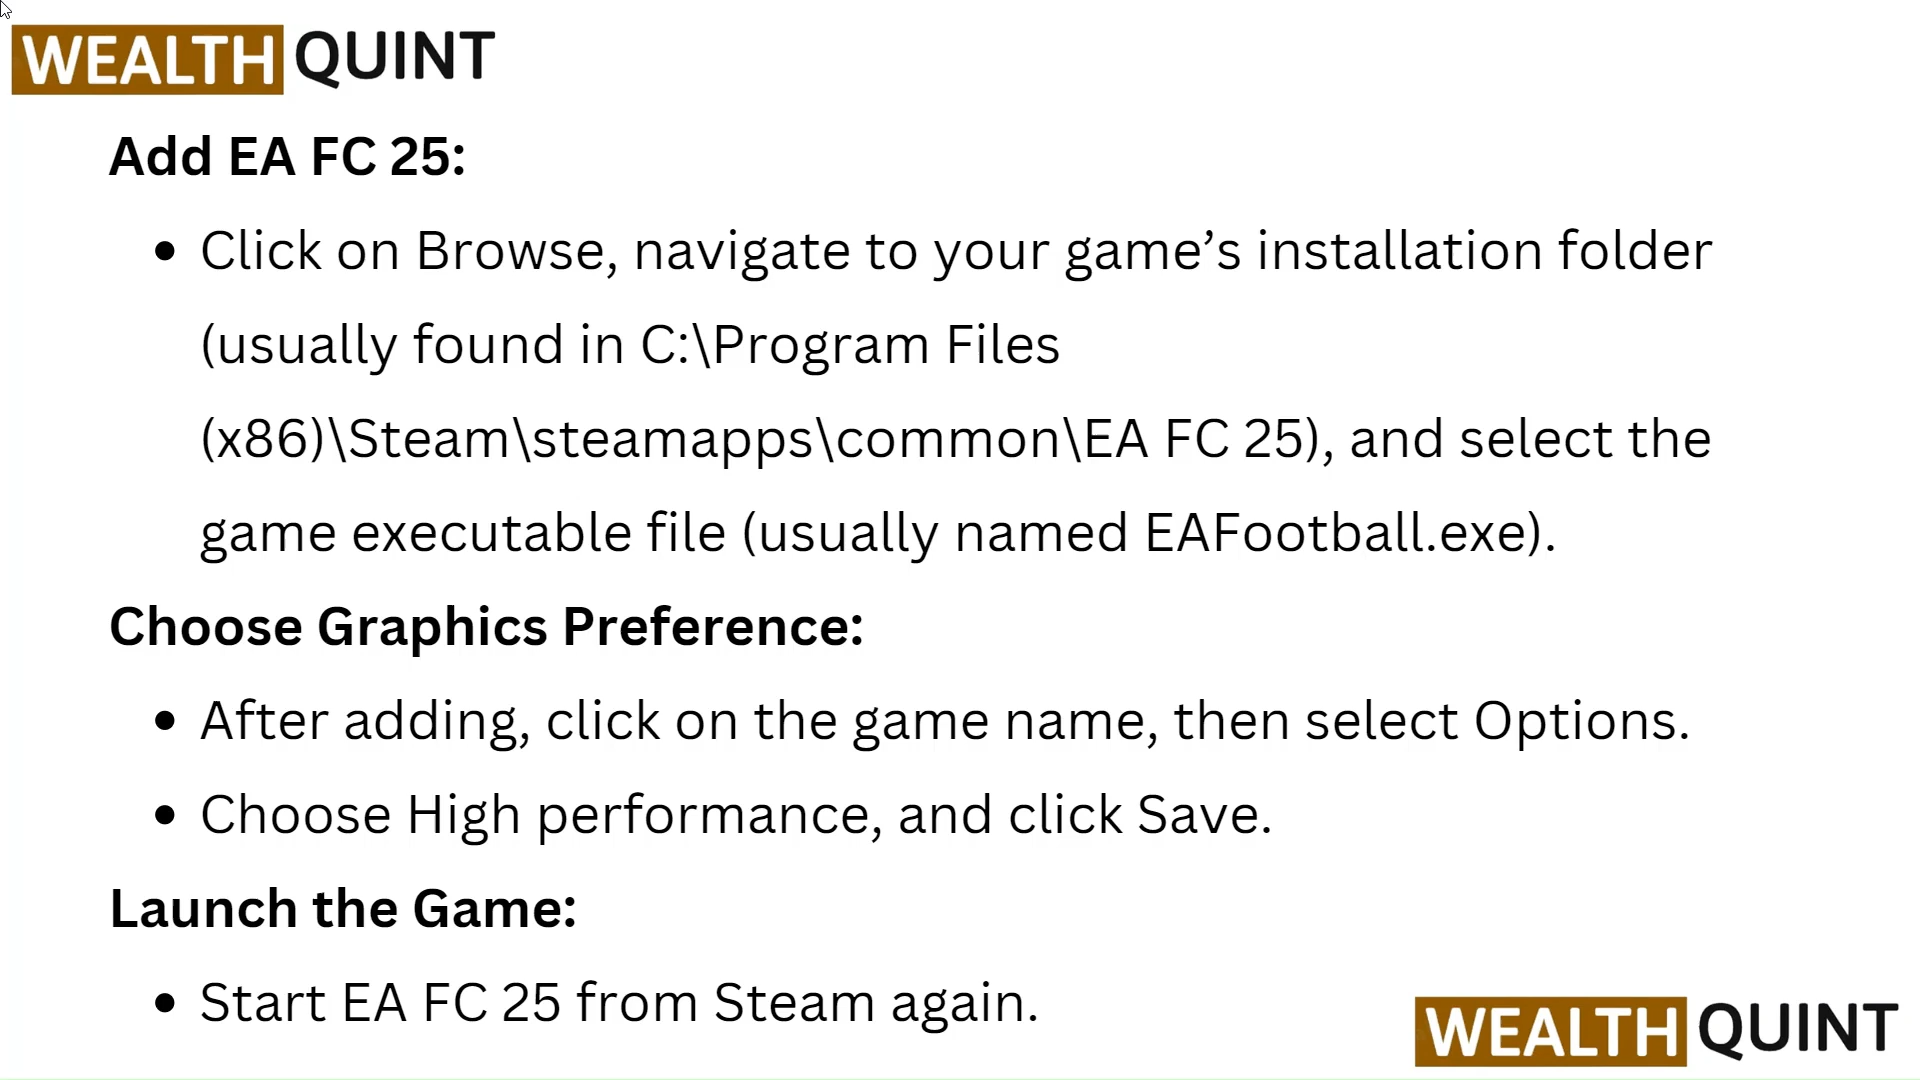 WEALTH QUINT
Add EA FC 25:
• Click on Browse, navigate to your game’s installation folder
(usually found in C:\Program Files
(x86)\Steam\steamapps\common\EA FC 25), and select the
game executable file (usually named EAFootball.exe).
Choose Graphics Preference:
• After adding, click on the game name, then select Options.
• Choose High performance, and click Save.
Launch the Game:
• Start EA FC 25 from Steam again.
WEALTH QUINT